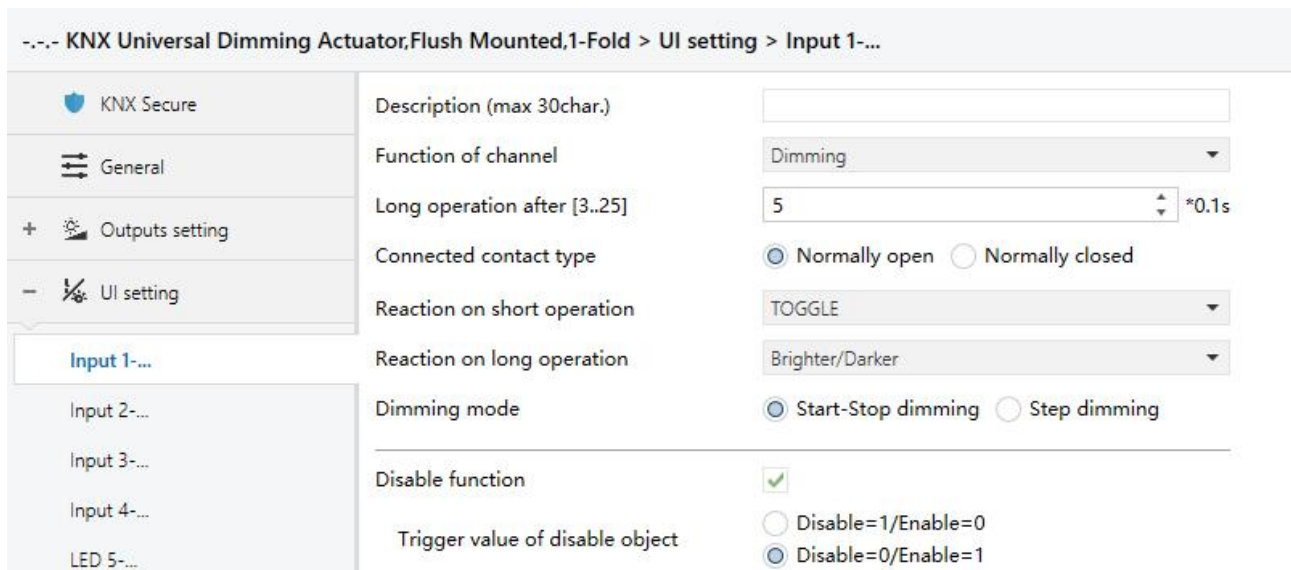 -.-.- KNX Universal Dimming Actuator,Flush Mounted,1-Fold > UI setting > Input 1-...
KNX Secure
General
+ Outputs setting
- UI setting
Input 1-...
Input 2-...
Input 3-...
Input 4-...
LED 5-...
Description (max 30char.)
Function of channel Dimming
Long operation after [3..25] 5 *0.1s
Connected contact type Normally open Normally closed
Reaction on short operation TOGGLE
Reaction on long operation Brighter/Darker
Dimming mode Start-Stop dimming Step dimming
Disable function
Trigger value of disable object Disable=1/Enable=0
Disable=0/Enable=1